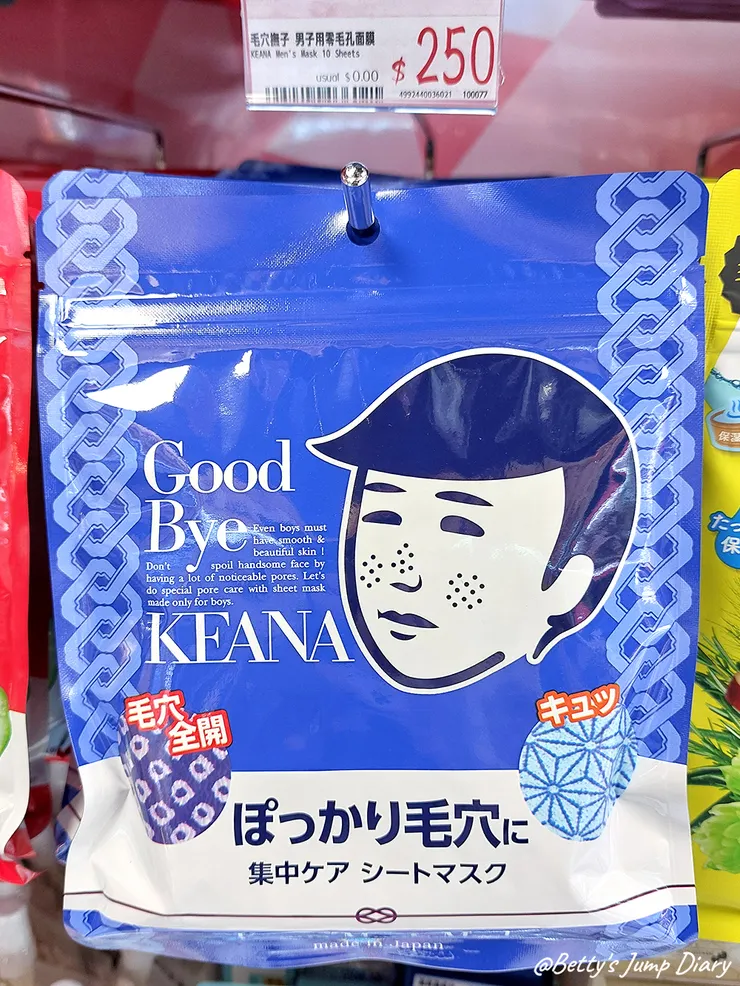 毛穴撫子 男子用零毛孔面膜
KEANA Men's Mask 10 Sheets
usual $0.00
$250
4992440036021 100077
Good
Bye
Even boys must
have smooth &
beautiful skin !
Don't spoil handsome face by
having a lot of noticeable pores. Let's
do special pore care with sheet mask
made only for boys.
KEANA
毛穴
全開
キュッ
ぽっかり毛穴に
集中ケア シートマスク
made in Japan
たっ
保
@Betty's Jump Diary